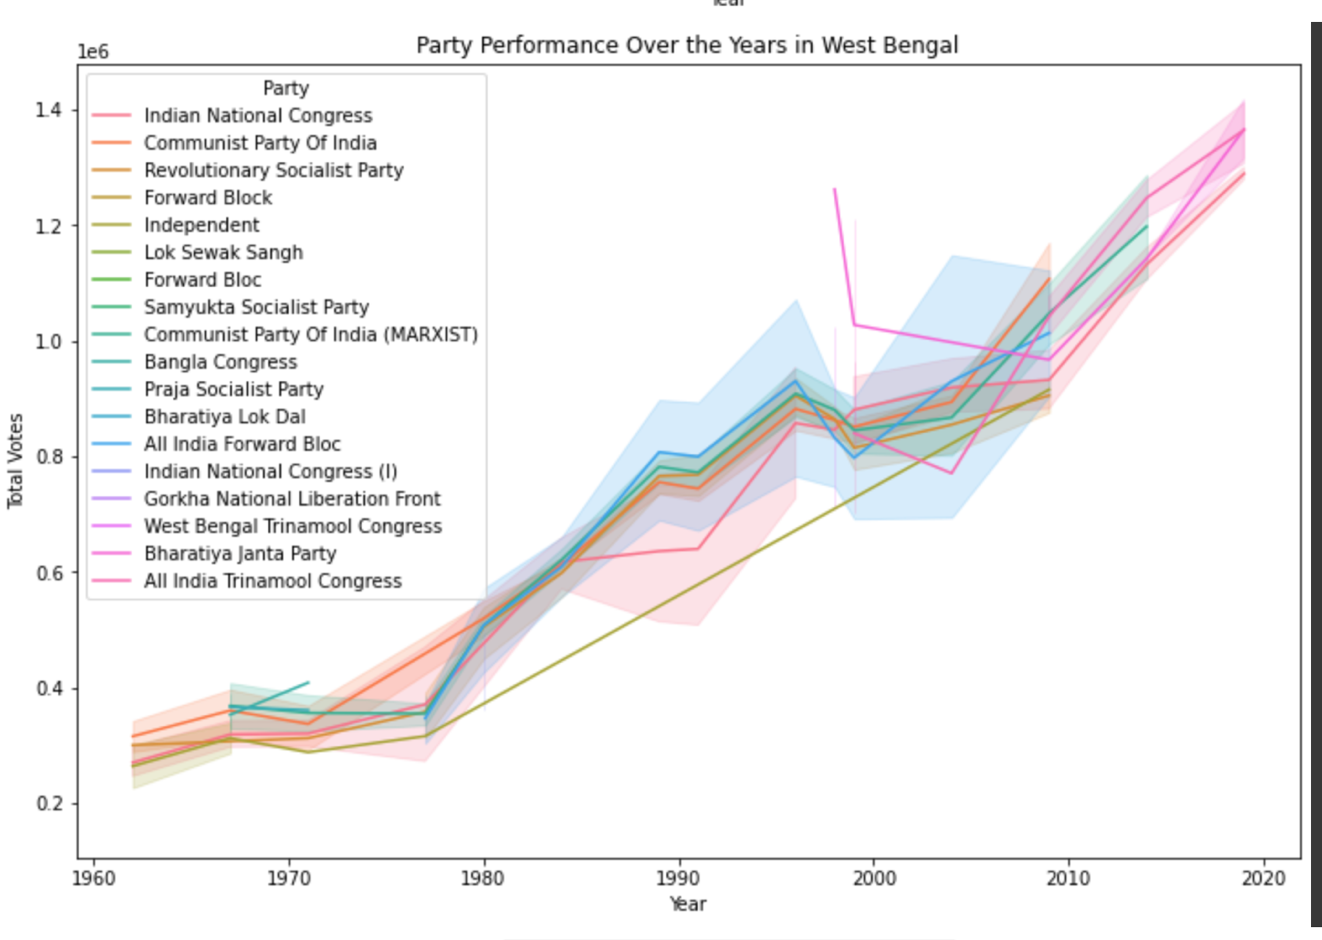 Year
Party Performance Over the Years in West Bengal
1e6
Party
Indian National Congress
Communist Party Of India
Revolutionary Socialist Party
Forward Block
Independent
Lok Sewak Sangh
Forward Bloc
Samyukta Socialist Party
Communist Party Of India (MARXIST)
Bangla Congress
Praja Socialist Party
Bharatiya Lok Dal
All India Forward Bloc
Indian National Congress (I)
Gorkha National Liberation Front
West Bengal Trinamool Congress
Bharatiya Janta Party
All India Trinamool Congress
1.4
1.2
1.0
0.8
0.6
0.4
0.2
Total Votes
1960 1970 1980 1990 2000 2010 2020
Year